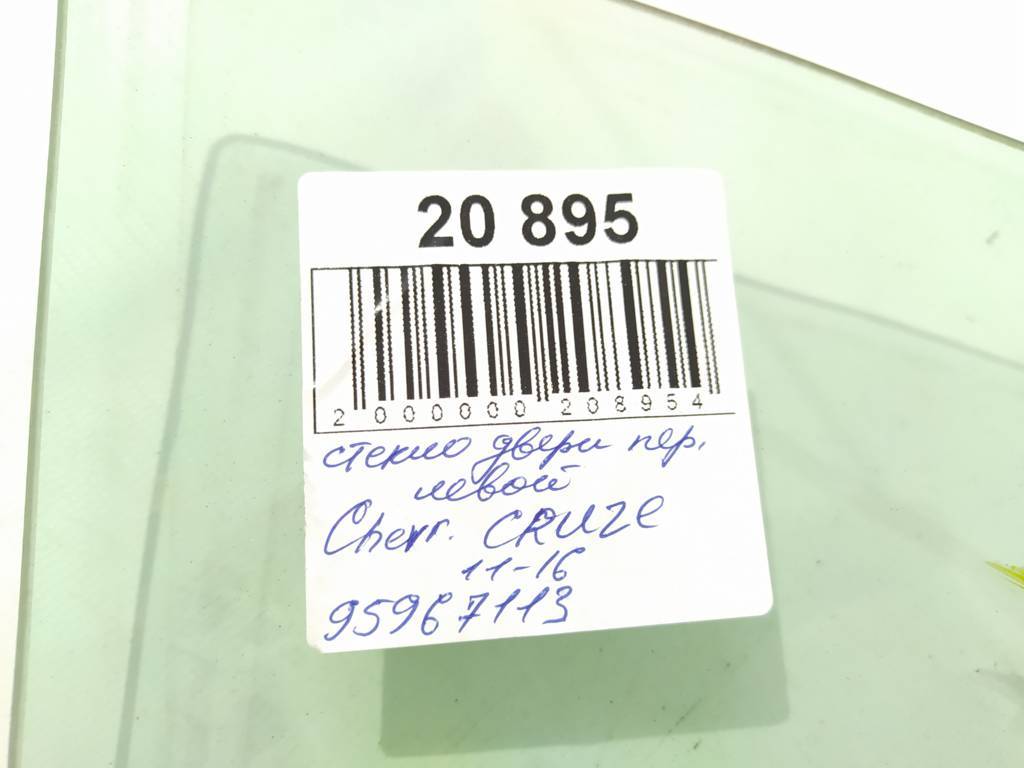 20 895
2 000000 208954
стекло двери пер.
левой
Chevr. CRUZE
11-16
95967113